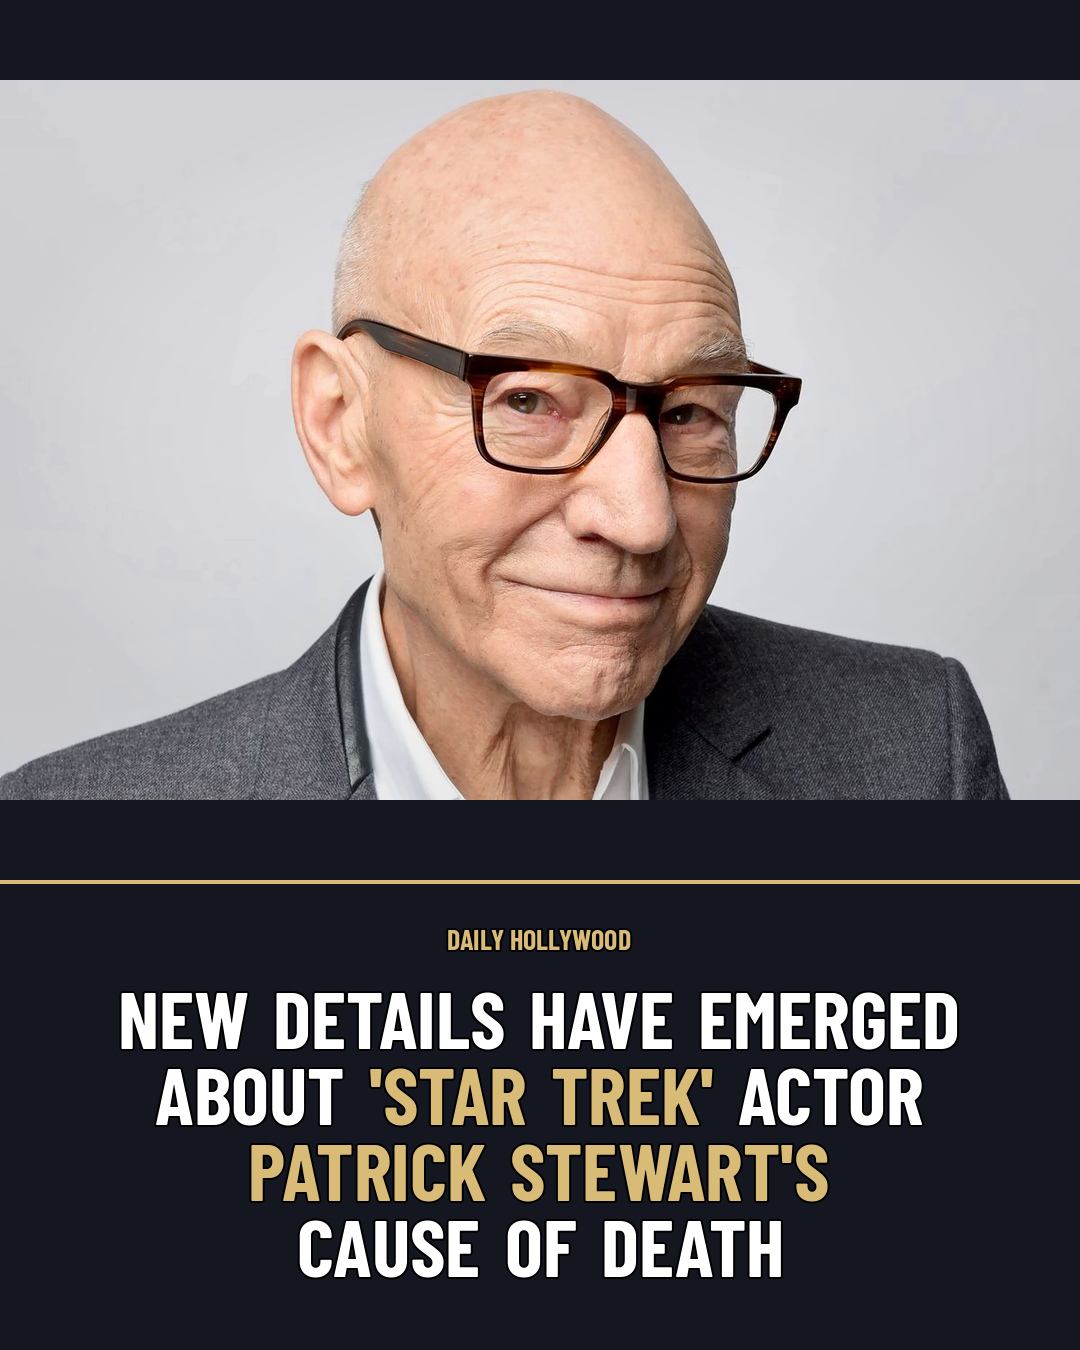 DAILY HOLLYWOOD
NEW DETAILS HAVE EMERGED
ABOUT 'STAR TREK' ACTOR
PATRICK STEWART'S
CAUSE OF DEATH